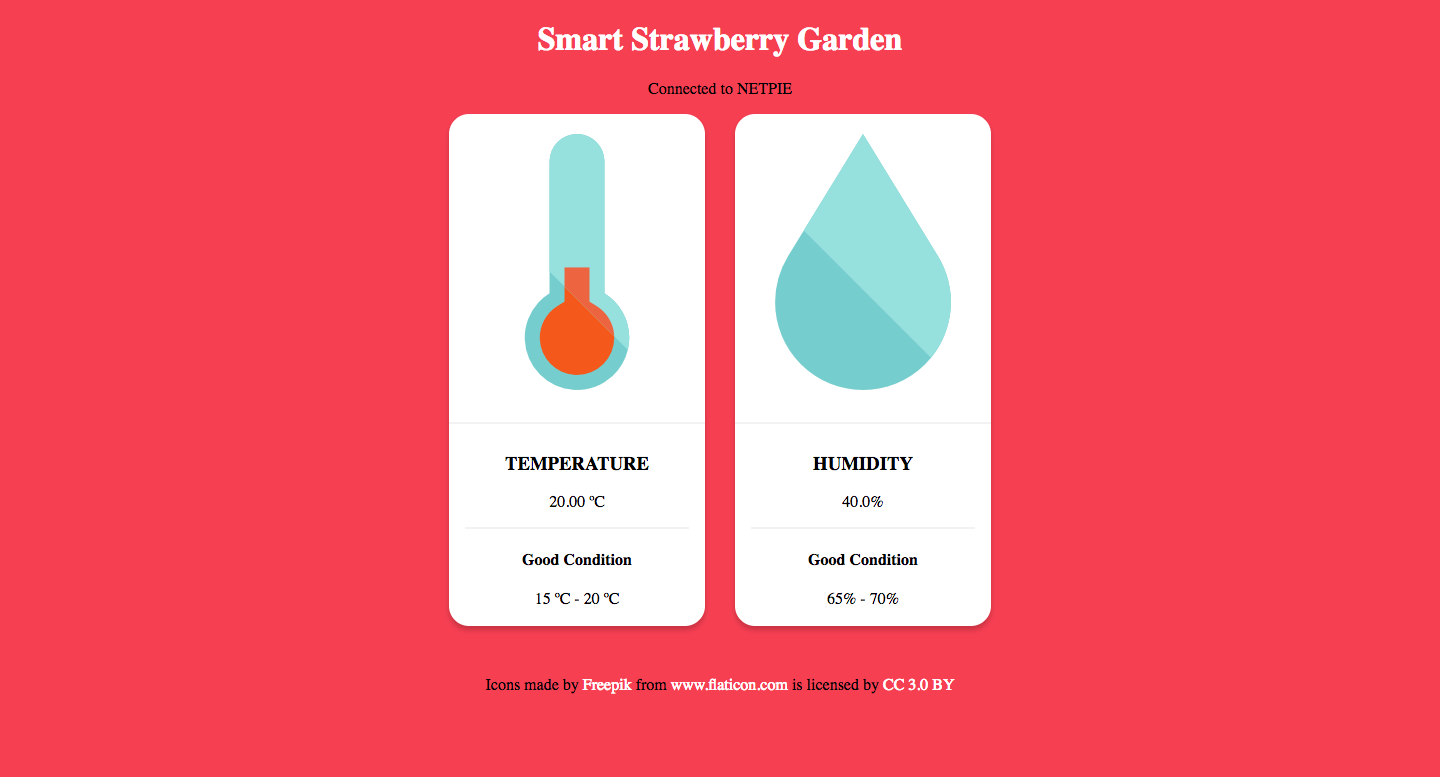 Smart Strawberry Garden
Connected to NETPIE
TEMPERATURE
20.00 ºC
Good Condition
15 ºC - 20 ºC
HUMIDITY
40.0%
Good Condition
65% - 70%
Icons made by Freepik from www.flaticon.com is licensed by CC 3.0 BY